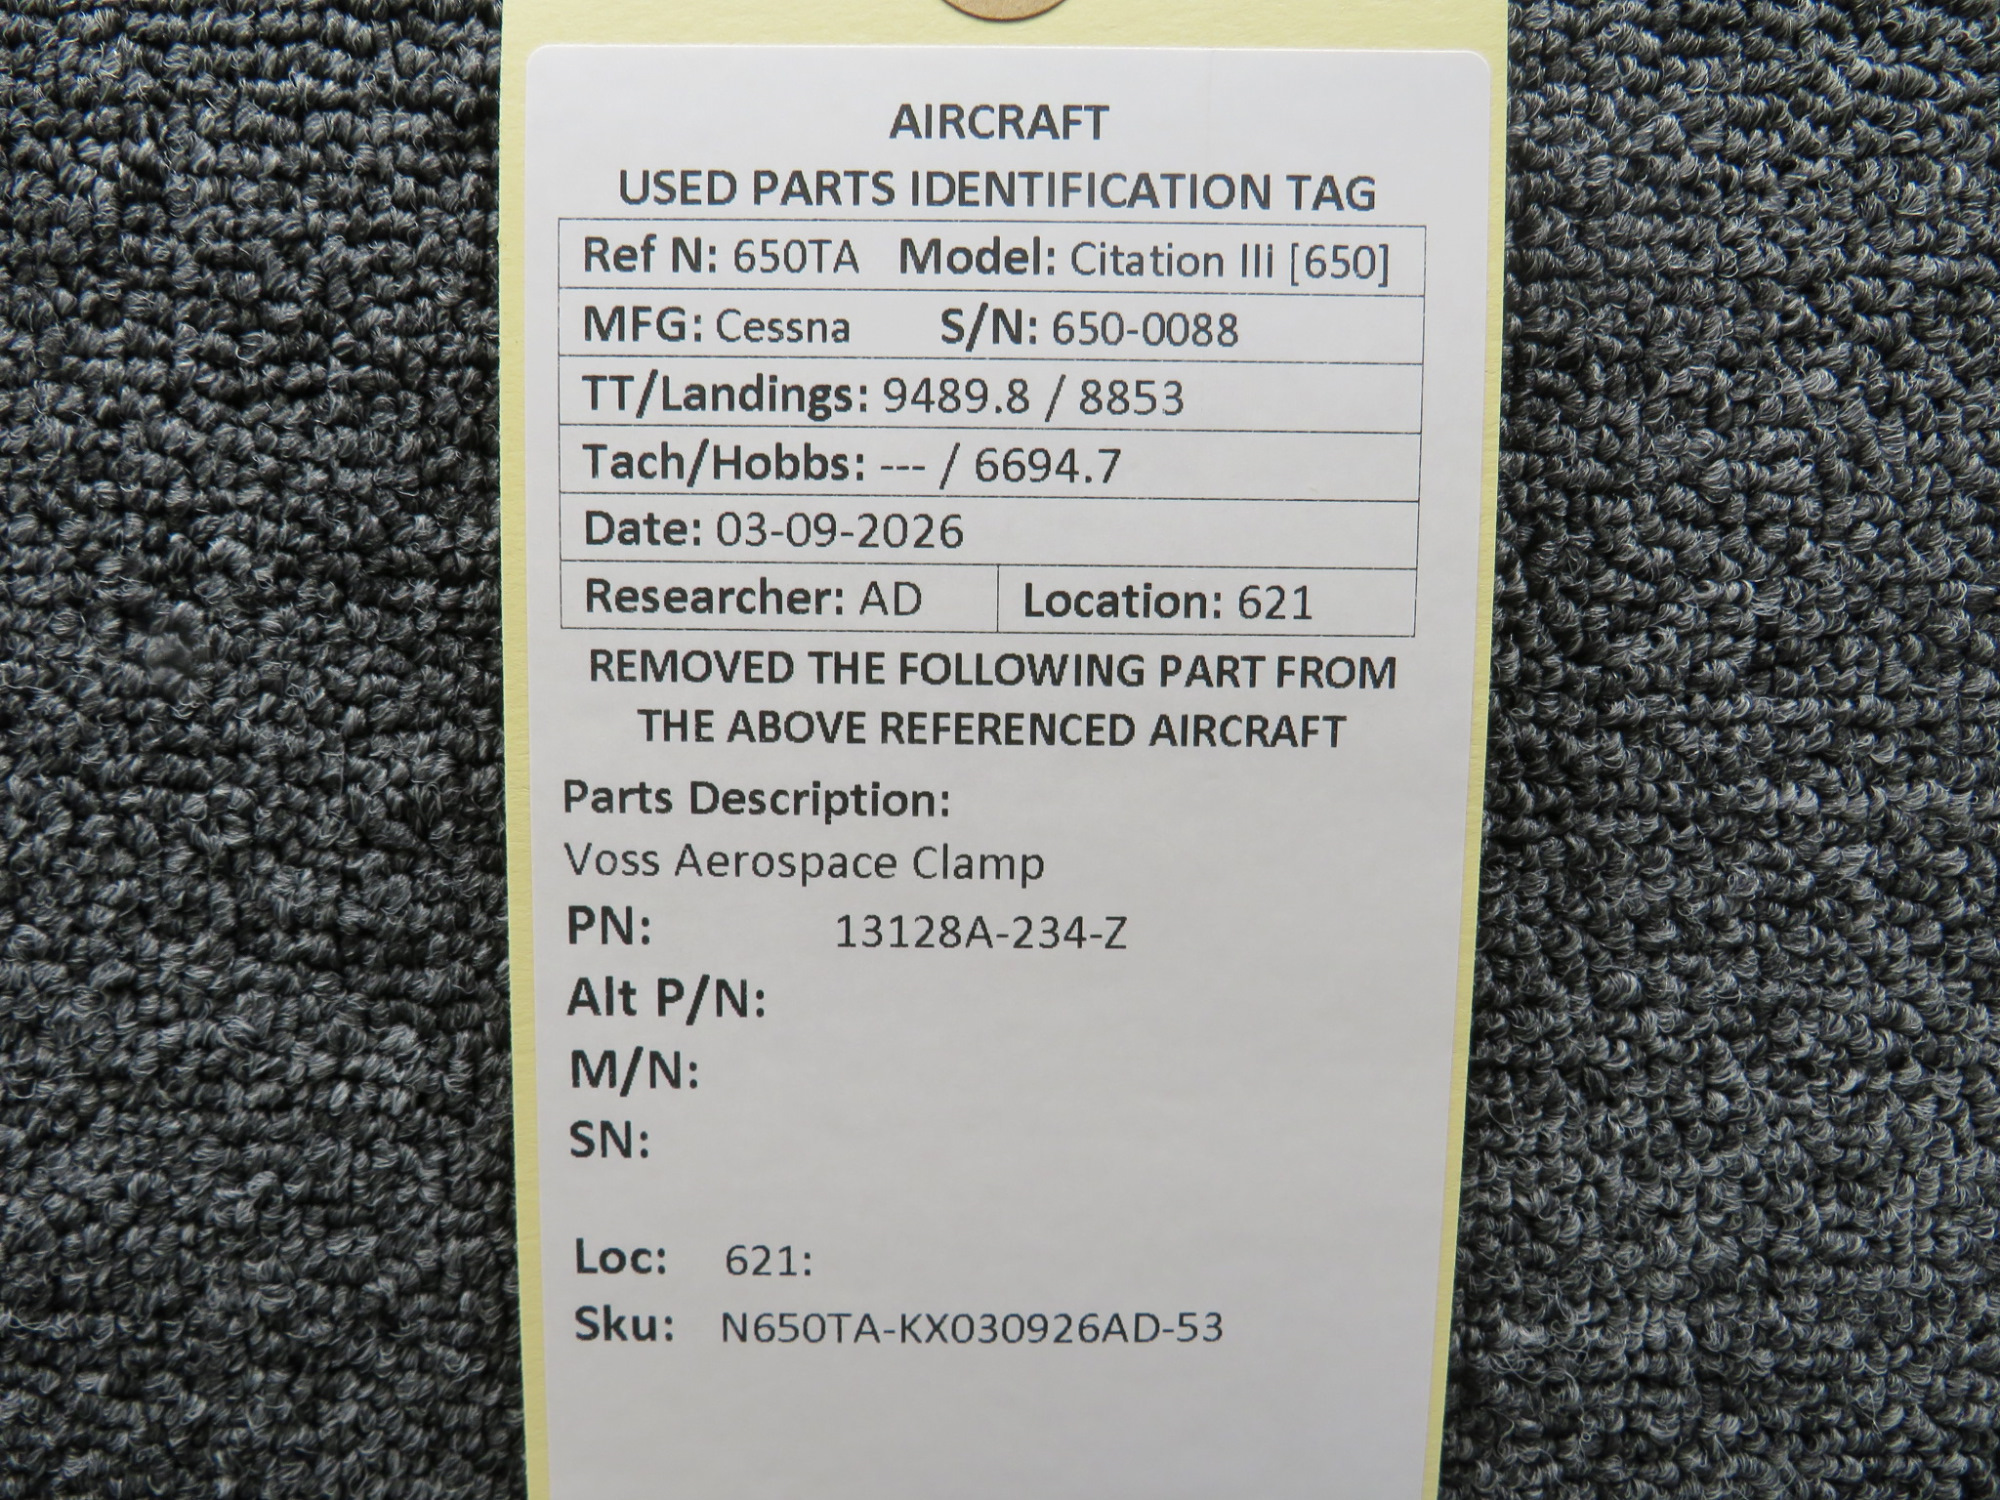 AIRCRAFT
USED PARTS IDENTIFICATION TAG
Ref N: 650TA Model: Citation IIi [650]
MFG: Cessna S/N: 650-0088
TT/Landings: 9489.8 / 8853
Tach/Hobbs: --- / 6694.7
Date: 03-09-2026
Researcher: AD Location: 621
REMOVED THE FOLLOWING PART FROM
THE ABOVE REFERENCED AIRCRAFT
Parts Description:
Voss Aerospace Clamp
PN: 13128A-234-Z
Alt P/N:
M/N:
SN:
Loc: 621:
Sku: N650TA-KX030926AD-53